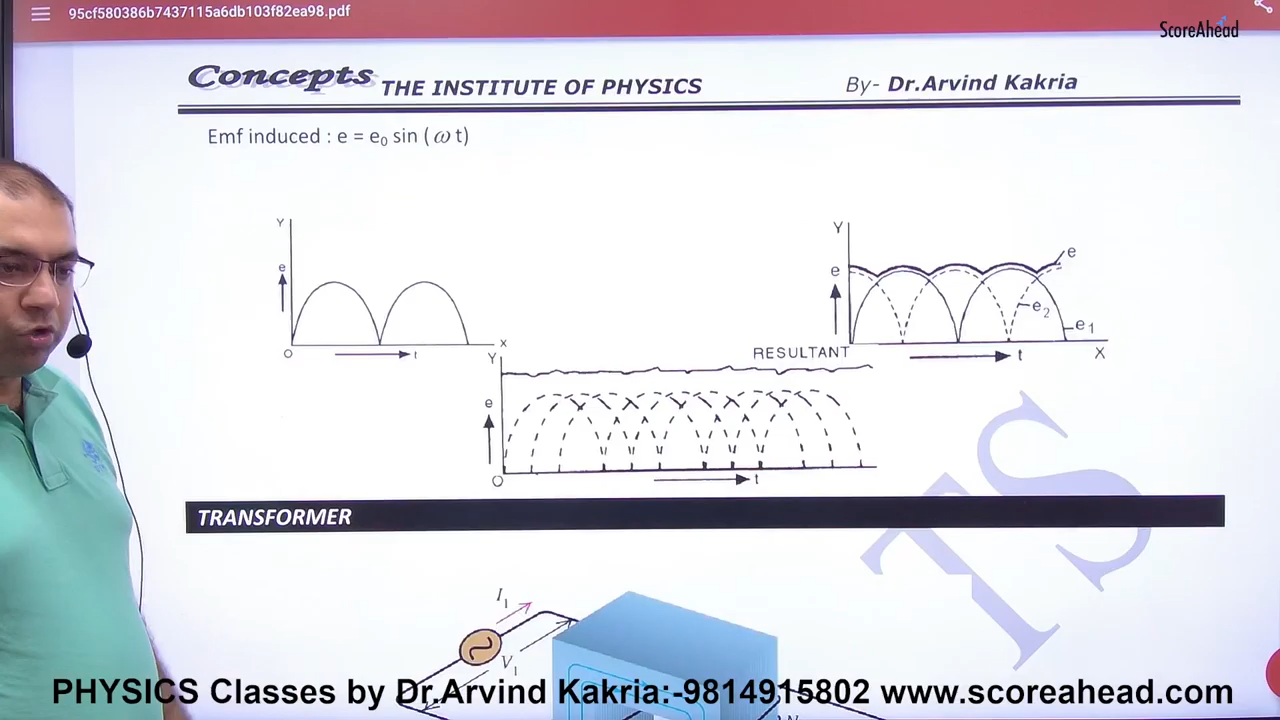 95cf580386b7437115a6db103f82ea98.pdf
ScoreAhead
Concepts THE INSTITUTE OF PHYSICS By- Dr.Arvind Kakria
Emf induced : e = e₀ sin ( ω t)
Y
e
O
t
X
Y
e
e
e₂
e₁
t
X
RESULTANT
Y
e
O
t
TRANSFORMER
TS
I₁
V₁
N
PHYSICS Classes by Dr.Arvind Kakria:-9814915802 www.scoreahead.com